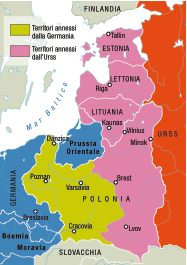 FINLANDIA
Territori annessi
dalla Germania
Territori annessi
dall'Urss
Tallin
ESTONIA
Mar Baltico
LETTONIA
Riga
LITUANIA
Kaunas
Vilnius
Minsk
URSS
Danzica
Prussia
Orientale
GERMANIA
Poznan
Varsavia
Brest
POLONIA
Breslavia
Cracovia
Lvov
Boemia
Moravia
SLOVACCHIA